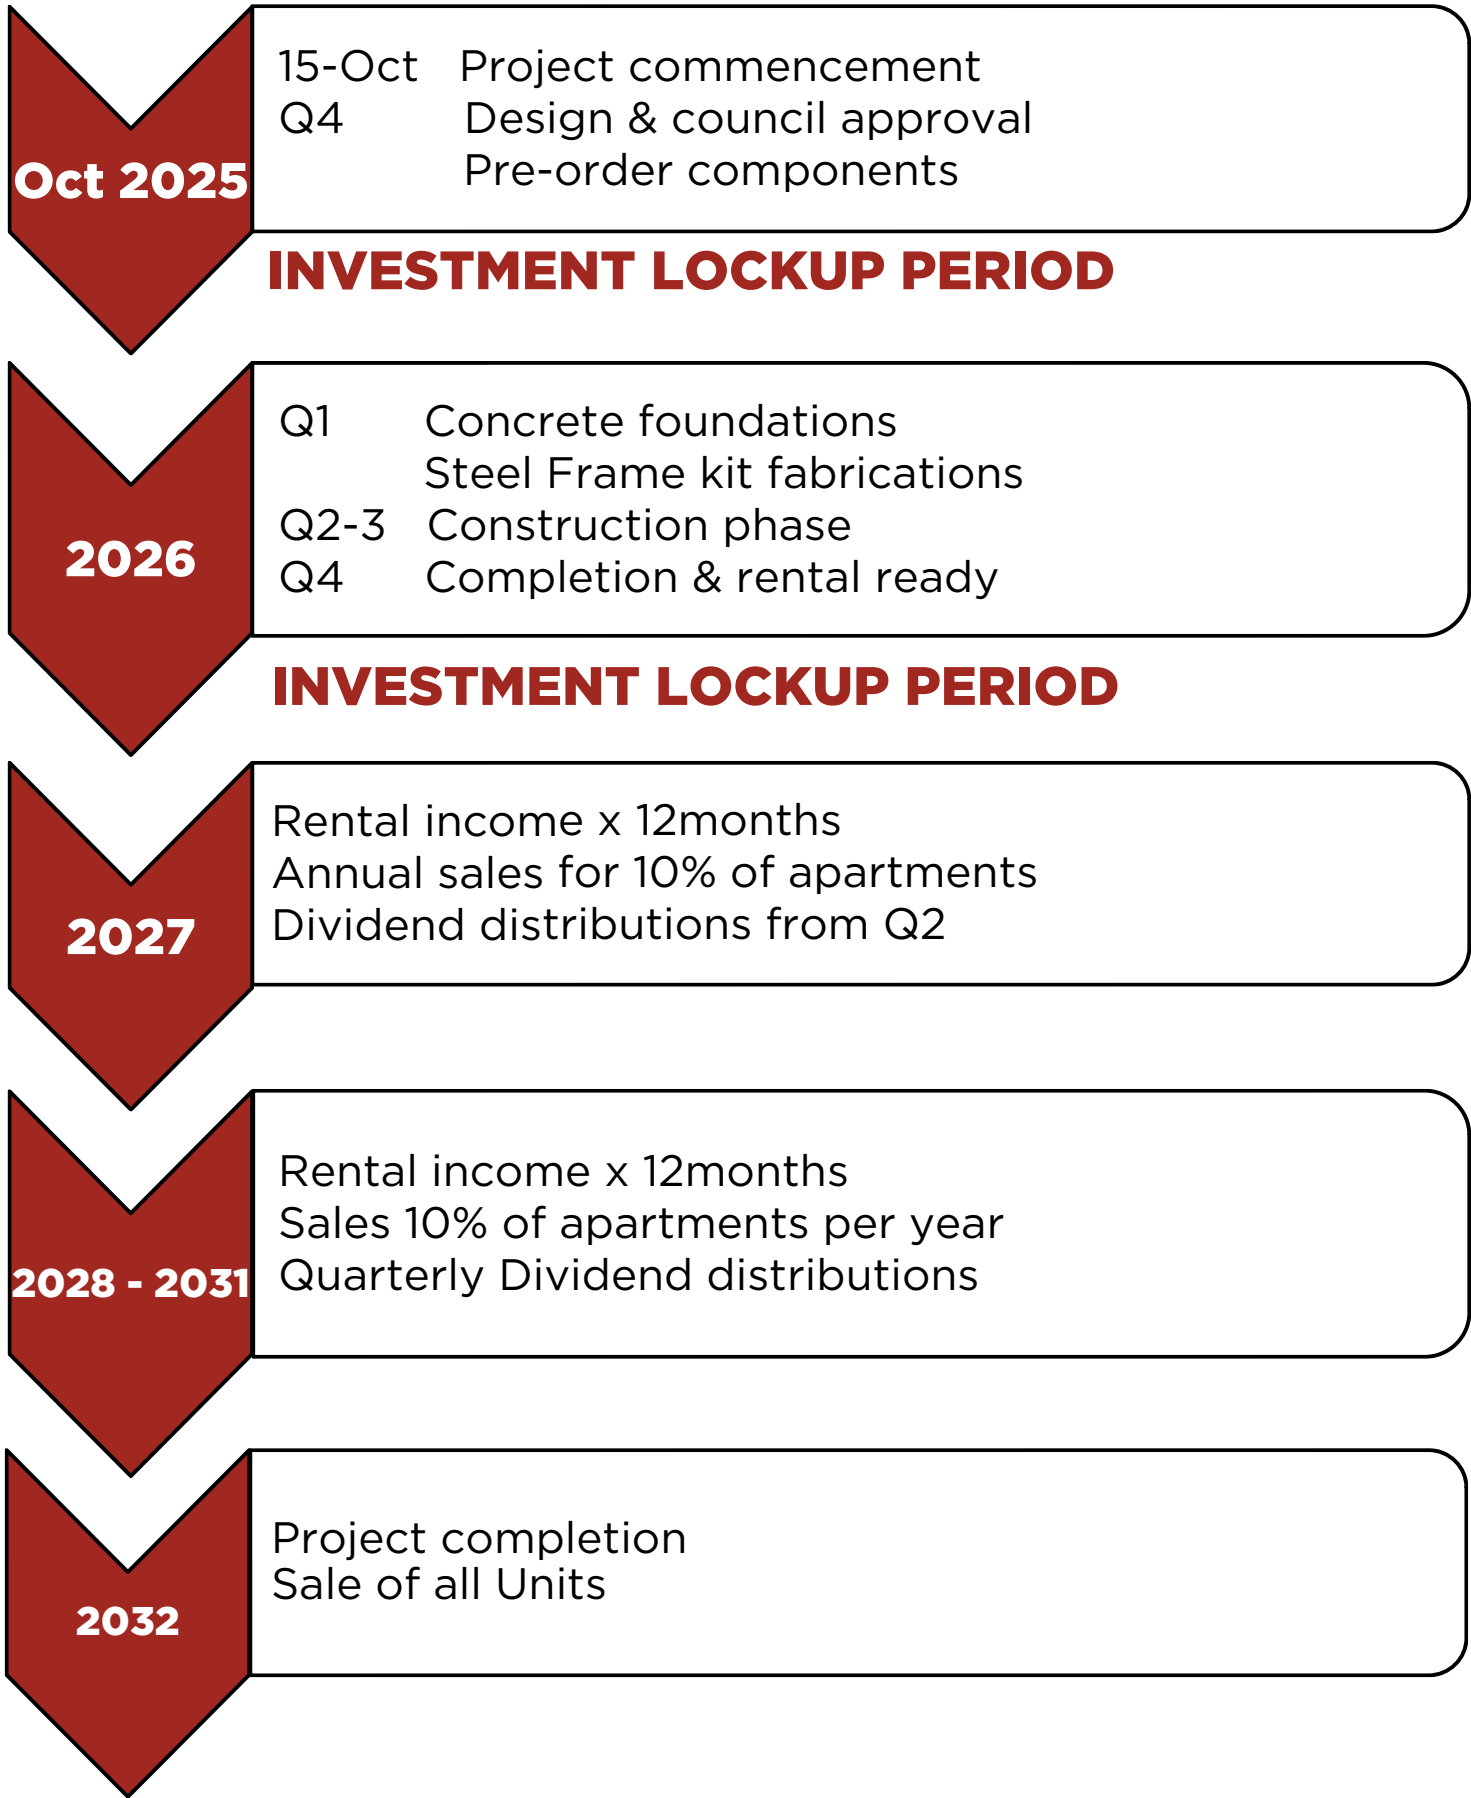 Oct 2025
15-Oct Project commencement
Q4 Design & council approval
Pre-order components
INVESTMENT LOCKUP PERIOD
2026
Q1 Concrete foundations
Steel Frame kit fabrications
Q2-3 Construction phase
Q4 Completion & rental ready
INVESTMENT LOCKUP PERIOD
2027
Rental income x 12months
Annual sales for 10% of apartments
Dividend distributions from Q2
2028 - 2031
Rental income x 12months
Sales 10% of apartments per year
Quarterly Dividend distributions
2032
Project completion
Sale of all Units